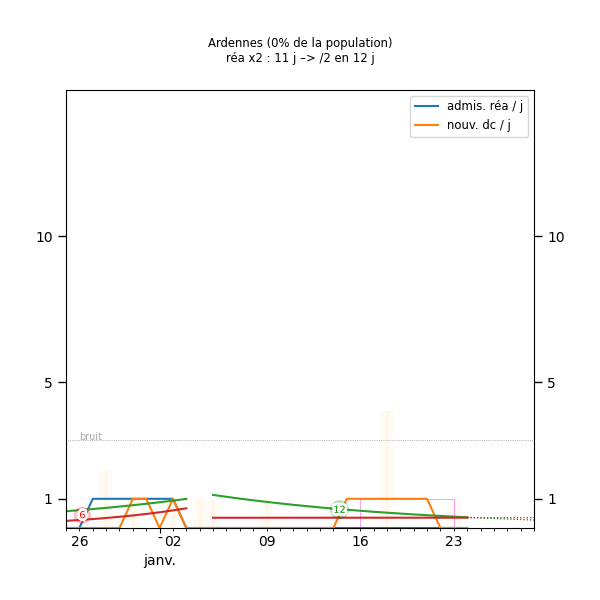 Ardennes (0% de la population)
réa x2 : 11 j –> /2 en 12 j
admis. réa / j
nouv. dc / j
10
10
5
5
bruit
1
1
6
-12
26
02
09
16
23
janv.